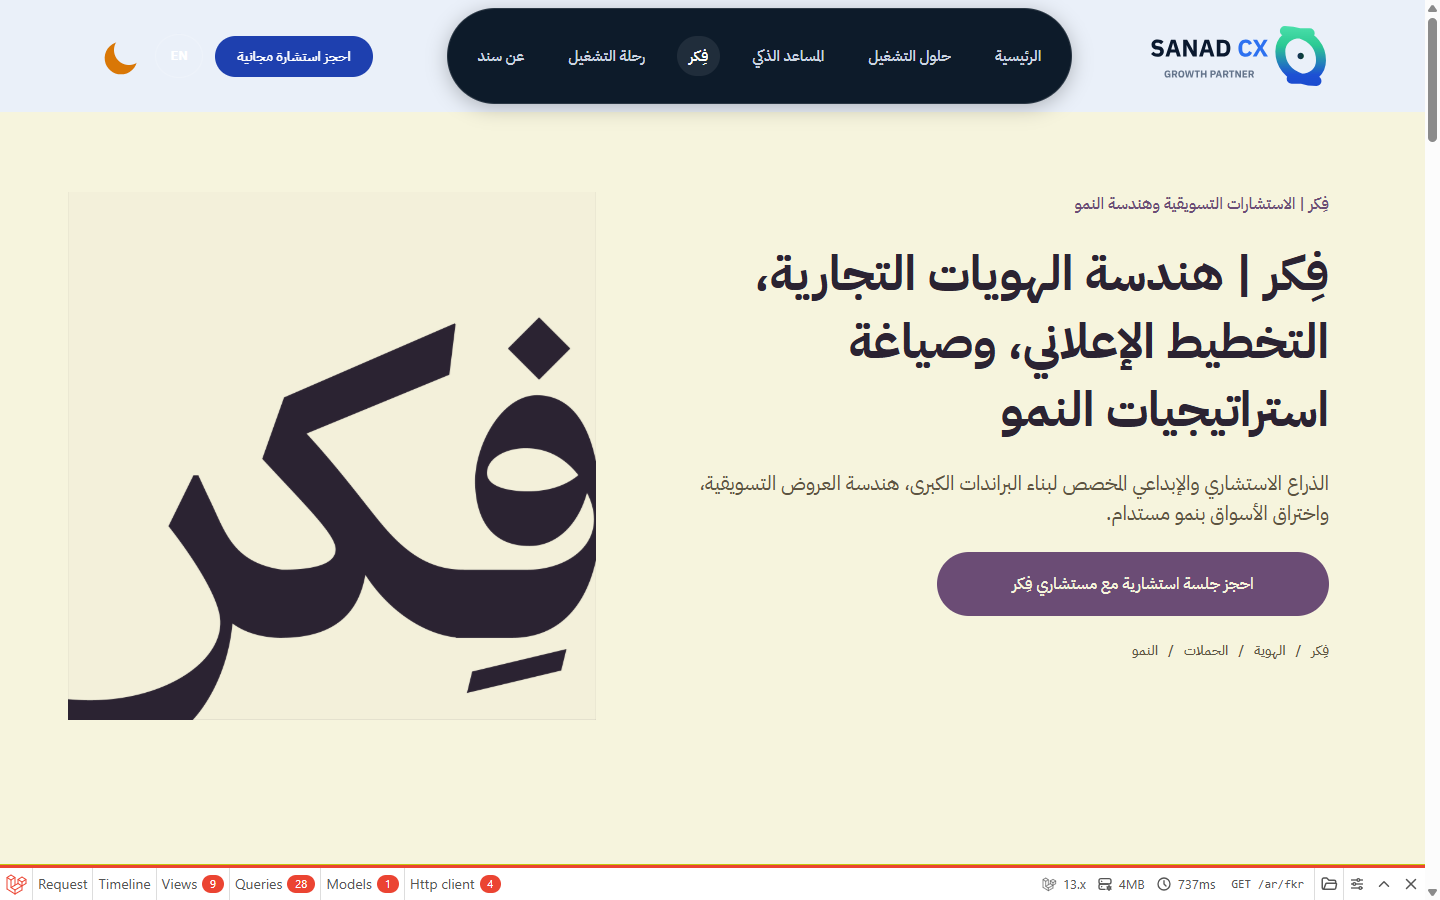 SANAD CX
GROWTH PARTNER
الرئيسية
حلول التشغيل
المساعد الذكي
فِكر
رحلة التشغيل
عن سند
احجز استشارة مجانية
EN
فِكر | الاستشارات التسويقية وهندسة النمو
فِكر | هندسة الهويات التجارية،
التخطيط الإعلاني، وصياغة
استراتيجيات النمو
الذراع الاستشاري والإبداعي المخصص لبناء البراندات الكبرى، هندسة العروض التسويقية،
واختراق الأسواق بنمو مستدام.
احجز جلسة استشارية مع مستشاري فِكر
فِكر / الهوية / الحملات / النمو
فِكر
Request Timeline Views 9 Queries 28 Models 1 Http client 4 13.x 4MB 737ms GET /ar/fkr